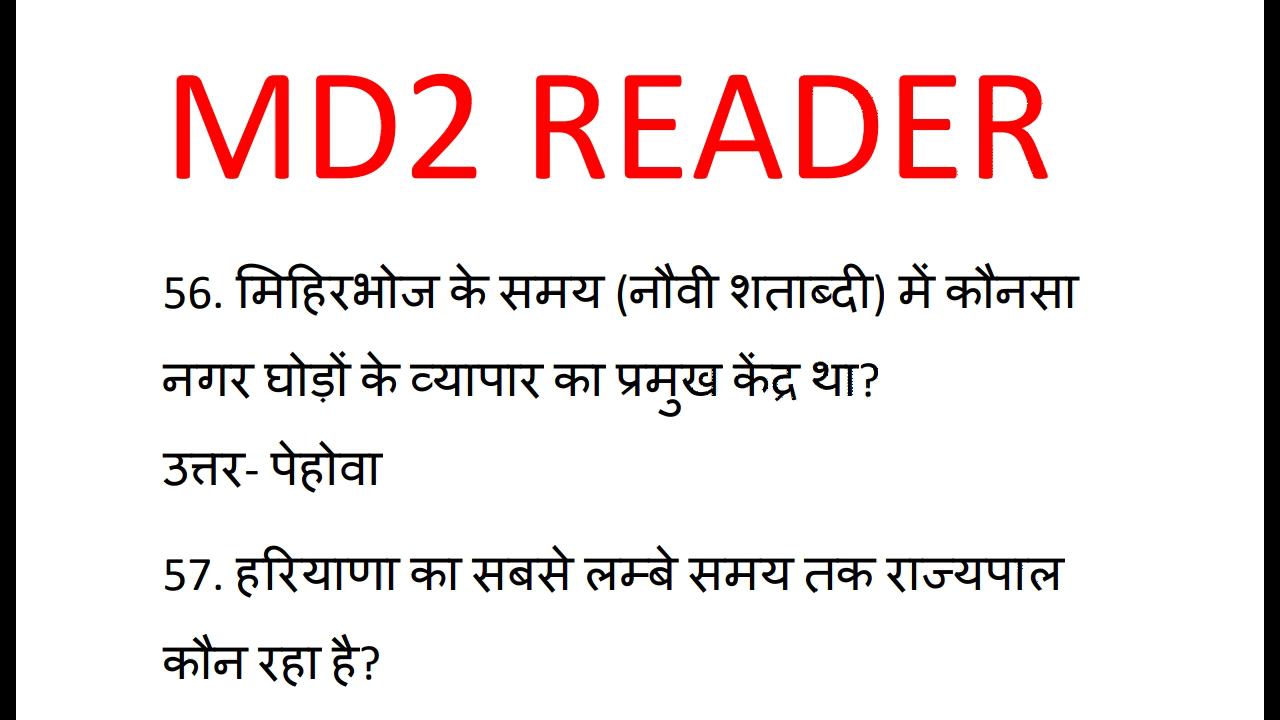 MD2 READER
56. मिहिरभोज के समय (नौवी शताब्दी) में कौनसा
नगर घोड़ों के व्यापार का प्रमुख केंद्र था?
उत्तर- पेहोवा
57. हरियाणा का सबसे लम्बे समय तक राज्यपाल
कौन रहा है?